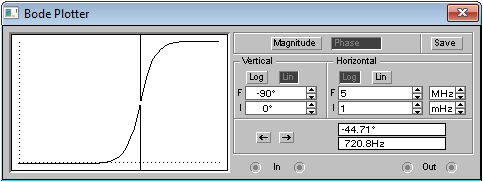 Bode Plotter
Magnitude Phase Save
Vertical Horizontal
Log Lin Log Lin
F -90° F 5 MHz
I 0° I 1 mHz
-44.71°
720.8Hz
In Out